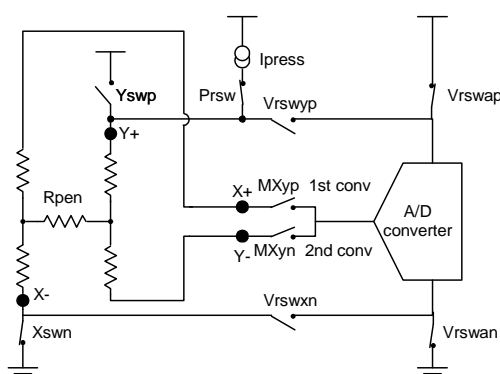 Ipress
Yswp
Prsw
Vrswyp
Vrswap
Y+
Rpen
X+
MXyp 1st conv
A/D
converter
Y-
MXyn 2nd conv
X-
Vrswxn
Xswn
Vrswan